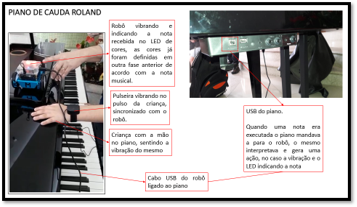 PIANO DE CAUDA ROLAND
Robô vibrando e
indicando a nota
recebida no LED de
cores, as cores já
foram definidas em
outra fase anterior de
acordo com a nota
musical.
Pulseira vibrando no
pulso da criança,
sincronizado com o
robô.
Criança com a mão
no piano, sentindo a
vibração do mesmo
Cabo USB do robô
ligado ao piano
USB do piano.
Quando uma nota era
executada o piano mandava
a para o robô, o mesmo
interpretava e gera uma
ação, no caso a vibração e o
LED indicando a nota